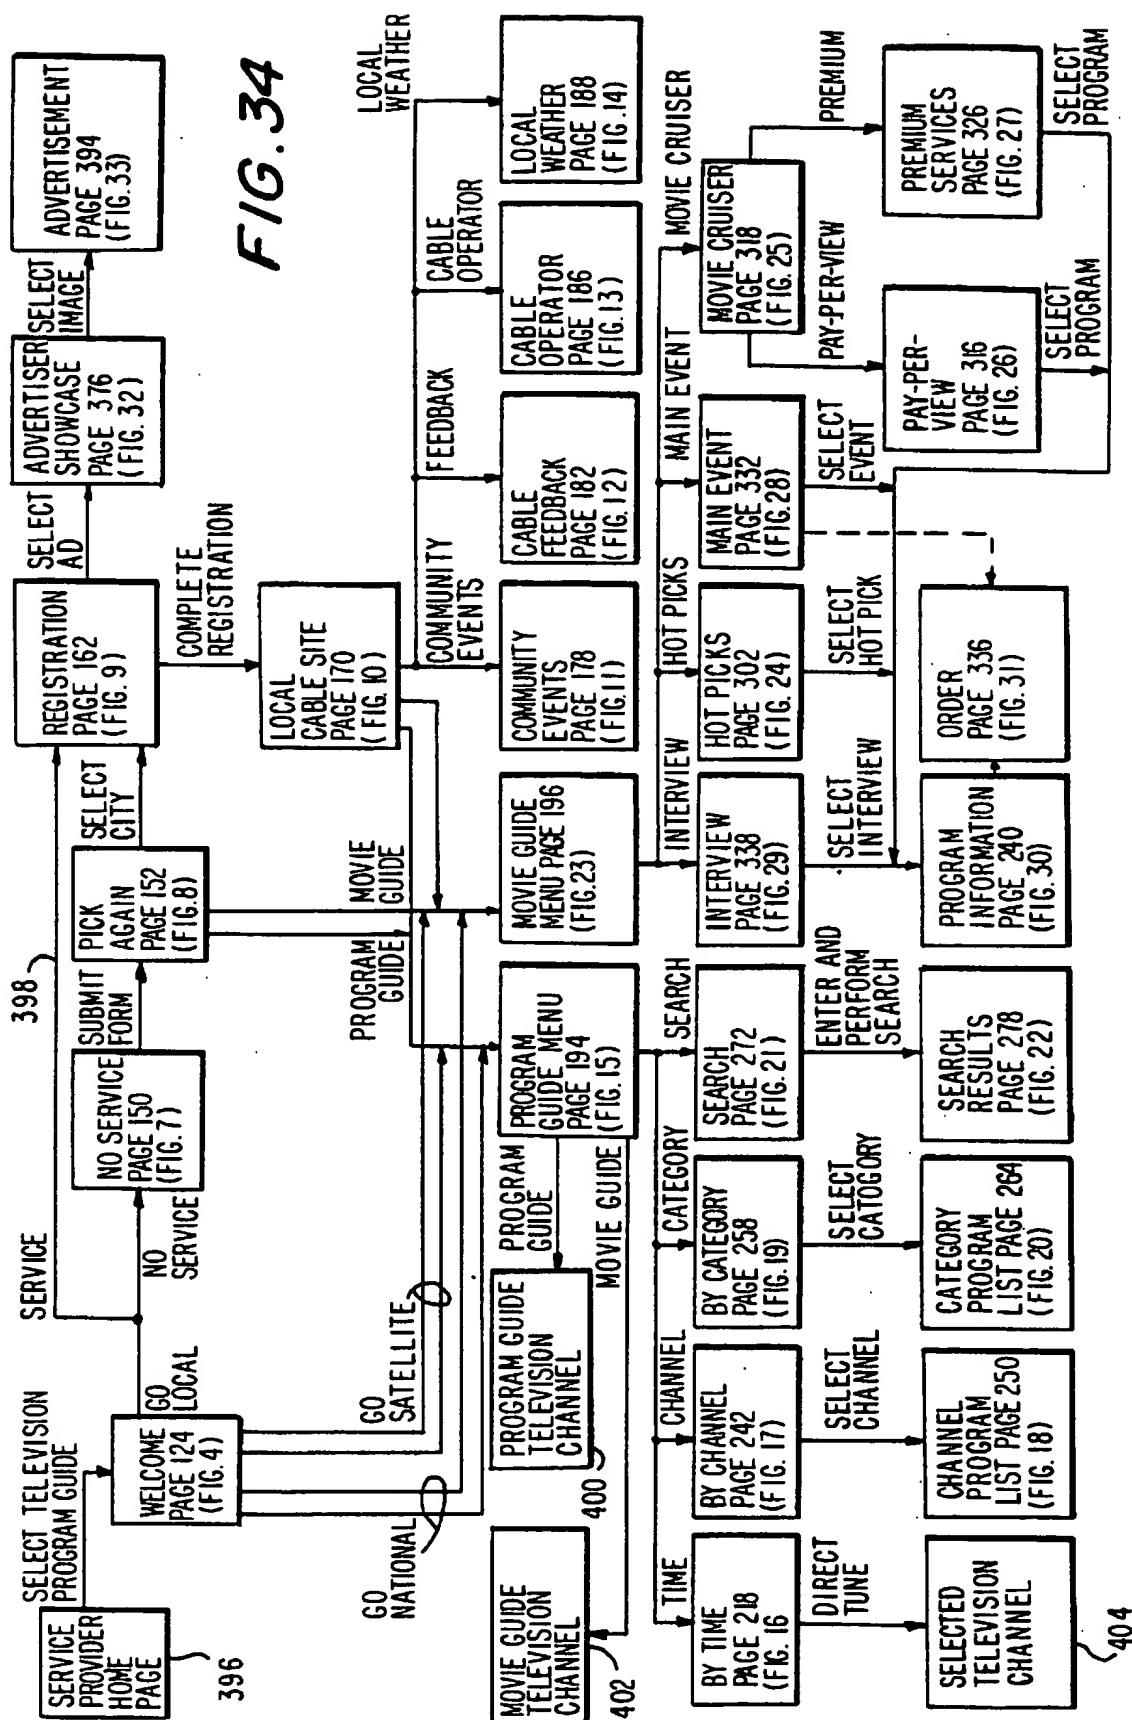 FIG. 34
SERVICE
PROVIDER
HOME
PAGE
396
SELECT TELEVISION
PROGRAM GUIDE
WELCOME
PAGE 124
(FIG. 4)
GO LOCAL
SERVICE
398
NO SERVICE
NO SERVICE
PAGE 150
(FIG. 7)
SUBMIT
FORM
PICK
AGAIN
PAGE 152
(FIG. 8)
SELECT
CITY
REGISTRATION
PAGE 162
(FIG. 9)
SELECT
AD
ADVERTISER
SHOWCASE
PAGE 376
(FIG. 32)
SELECT
IMAGE
ADVERTISEMENT
PAGE 394
(FIG. 33)
COMPLETE
REGISTRATION
LOCAL
CABLE SITE
PAGE 170
(FIG. 10)
GO
NATIONAL
GO
SATELLITE
PROGRAM
GUIDE
MOVIE
GUIDE
COMMUNITY
EVENTS
FEEDBACK
CABLE
OPERATOR
LOCAL
WEATHER
MOVIE GUIDE
TELEVISION
CHANNEL
402
PROGRAM GUIDE
TELEVISION
CHANNEL
400
PROGRAM
GUIDE
MOVIE GUIDE
PROGRAM
GUIDE MENU
PAGE 194
(FIG. 15)
MOVIE GUIDE
MENU PAGE 196
(FIG. 23)
COMMUNITY
EVENTS
PAGE 178
(FIG. 11)
CABLE
FEEDBACK
PAGE 182
(FIG. 12)
CABLE
OPERATOR
PAGE 186
(FIG. 13)
LOCAL
WEATHER
PAGE 188
(FIG. 14)
TIME
CHANNEL
CATEGORY
SEARCH
INTERVIEW
HOT PICKS
MAIN EVENT
MOVIE CRUISER
BY TIME
PAGE 218
(FIG. 16
BY CHANNEL
PAGE 242
(FIG. 17)
BY CATEGORY
PAGE 258
(FIG. 19)
SEARCH
PAGE 272
(FIG. 21)
INTERVIEW
PAGE 338
(FIG. 29)
HOT PICKS
PAGE 302
(FIG. 24)
MAIN EVENT
PAGE 332
(FIG. 28)
MOVIE CRUISER
PAGE 318
(FIG. 25)
DIRECT
TUNE
SELECT
CHANNEL
SELECT
CATOGORY
ENTER AND
PERFORM
SEARCH
SELECT
INTERVIEW
SELECT
HOT PICK
SELECT
EVENT
PAY-PER-VIEW
PREMIUM
SELECTED
TELEVISION
CHANNEL
404
CHANNEL
PROGRAM
LIST PAGE 250
(FIG. 18)
CATEGORY
PROGRAM
LIST PAGE 264
(FIG. 20)
SEARCH
RESULTS
PAGE 278
(FIG. 22)
PROGRAM
INFORMATION
PAGE 240
(FIG. 30)
ORDER
PAGE 336
(FIG. 31)
PAY-PER-
VIEW
PAGE 316
(FIG. 26)
PREMIUM
SERVICES
PAGE 326
(FIG. 27)
SELECT
PROGRAM
SELECT
PROGRAM